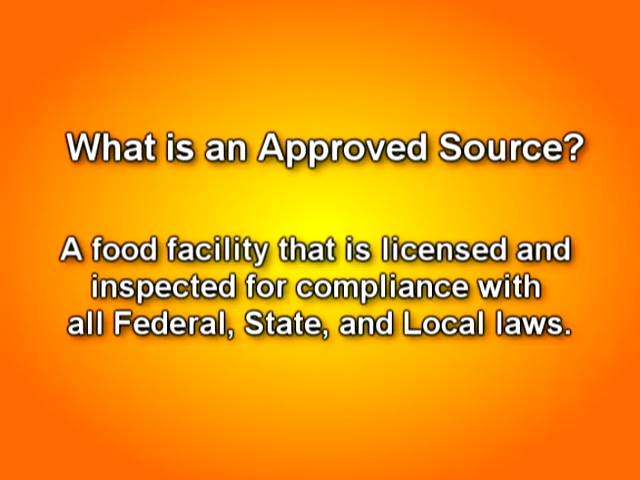 What is an Approved Source?
A food facility that is licensed and
inspected for compliance with
all Federal, State, and Local laws.